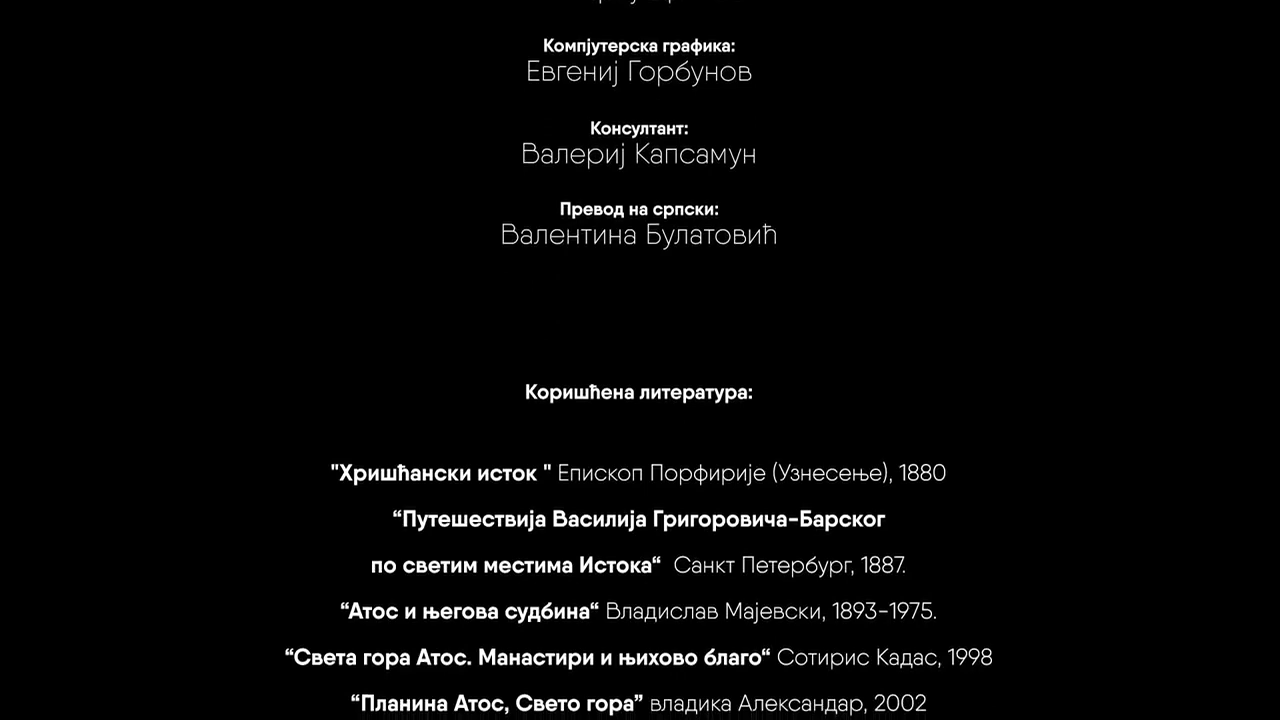 Компјутерска графика:
Евгениј Горбунов
Консултант:
Валериј Капсамун
Превод на српски:
Валентина Булатовић
Коришћена литература:
"Хришћански исток " Епископ Порфирије (Узнесење), 1880
“Путешествија Василија Григоровича-Барског
по светим местима Истока“ Санкт Петербург, 1887.
“Атос и његова судбина“ Владислав Мајевски, 1893-1975.
“Света гора Атос. Манастири и њихово благо“ Сотирис Кадас, 1998
“Планина Атос, Свето гора” владика Александар, 2002